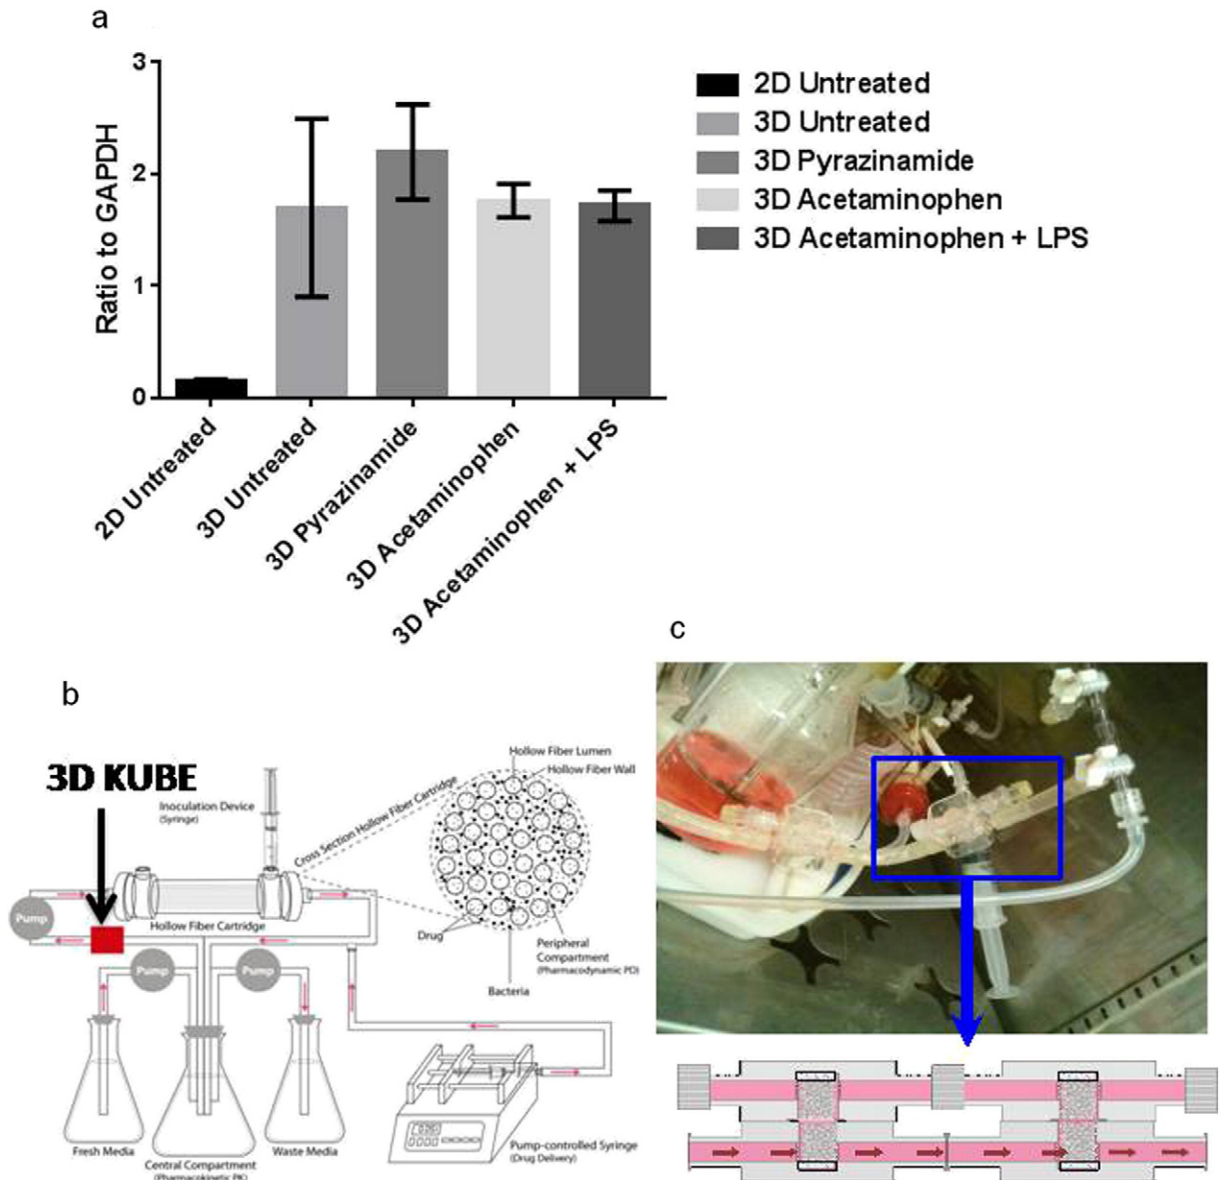 a
3
2
1
0
Ratio to GAPDH
2D Untreated
3D Untreated
3D Pyrazinamide
3D Acetaminophen
3D Acetaminophen + LPS
2D Untreated
3D Untreated
3D Pyrazinamide
3D Acetaminophen
3D Acetaminophen + LPS
b
3D KUBE
Inoculation Device
(Syringe)
Cross Section Hollow Fiber Cartridge
Hollow Fiber Lumen
Hollow Fiber Wall
Pump
Hollow Fiber Cartridge
Drug
Peripheral
Compartment
(Pharmacodynamic PD)
Bacteria
Pump
Pump
Fresh Media
Central Compartment
(Pharmacokinetic PK)
Waste Media
Pump-controlled Syringe
(Drug Delivery)
c